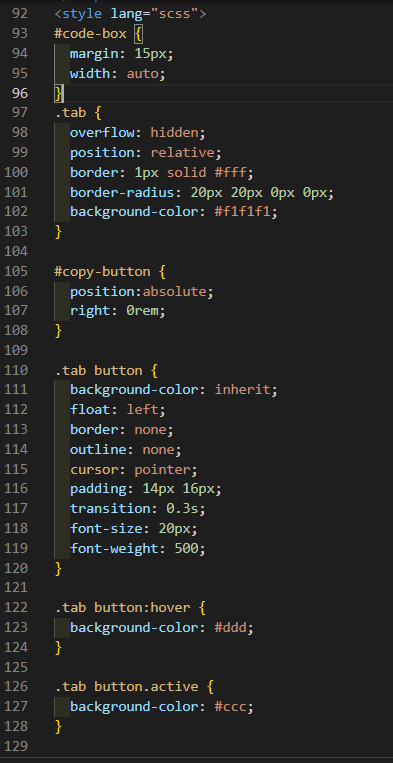 92 <style lang="scss">
93 #code-box {
94 margin: 15px;
95 width: auto;
96 }
97 .tab {
98 overflow: hidden;
99 position: relative;
100 border: 1px solid #fff;
101 border-radius: 20px 20px 0px 0px;
102 background-color: #f1f1f1;
103 }
104
105 #copy-button {
106 position:absolute;
107 right: 0rem;
108 }
109
110 .tab button {
111 background-color: inherit;
112 float: left;
113 border: none;
114 outline: none;
115 cursor: pointer;
116 padding: 14px 16px;
117 transition: 0.3s;
118 font-size: 20px;
119 font-weight: 500;
120 }
121
122 .tab button:hover {
123 background-color: #ddd;
124 }
125
126 .tab button.active {
127 background-color: #ccc;
128 }
129